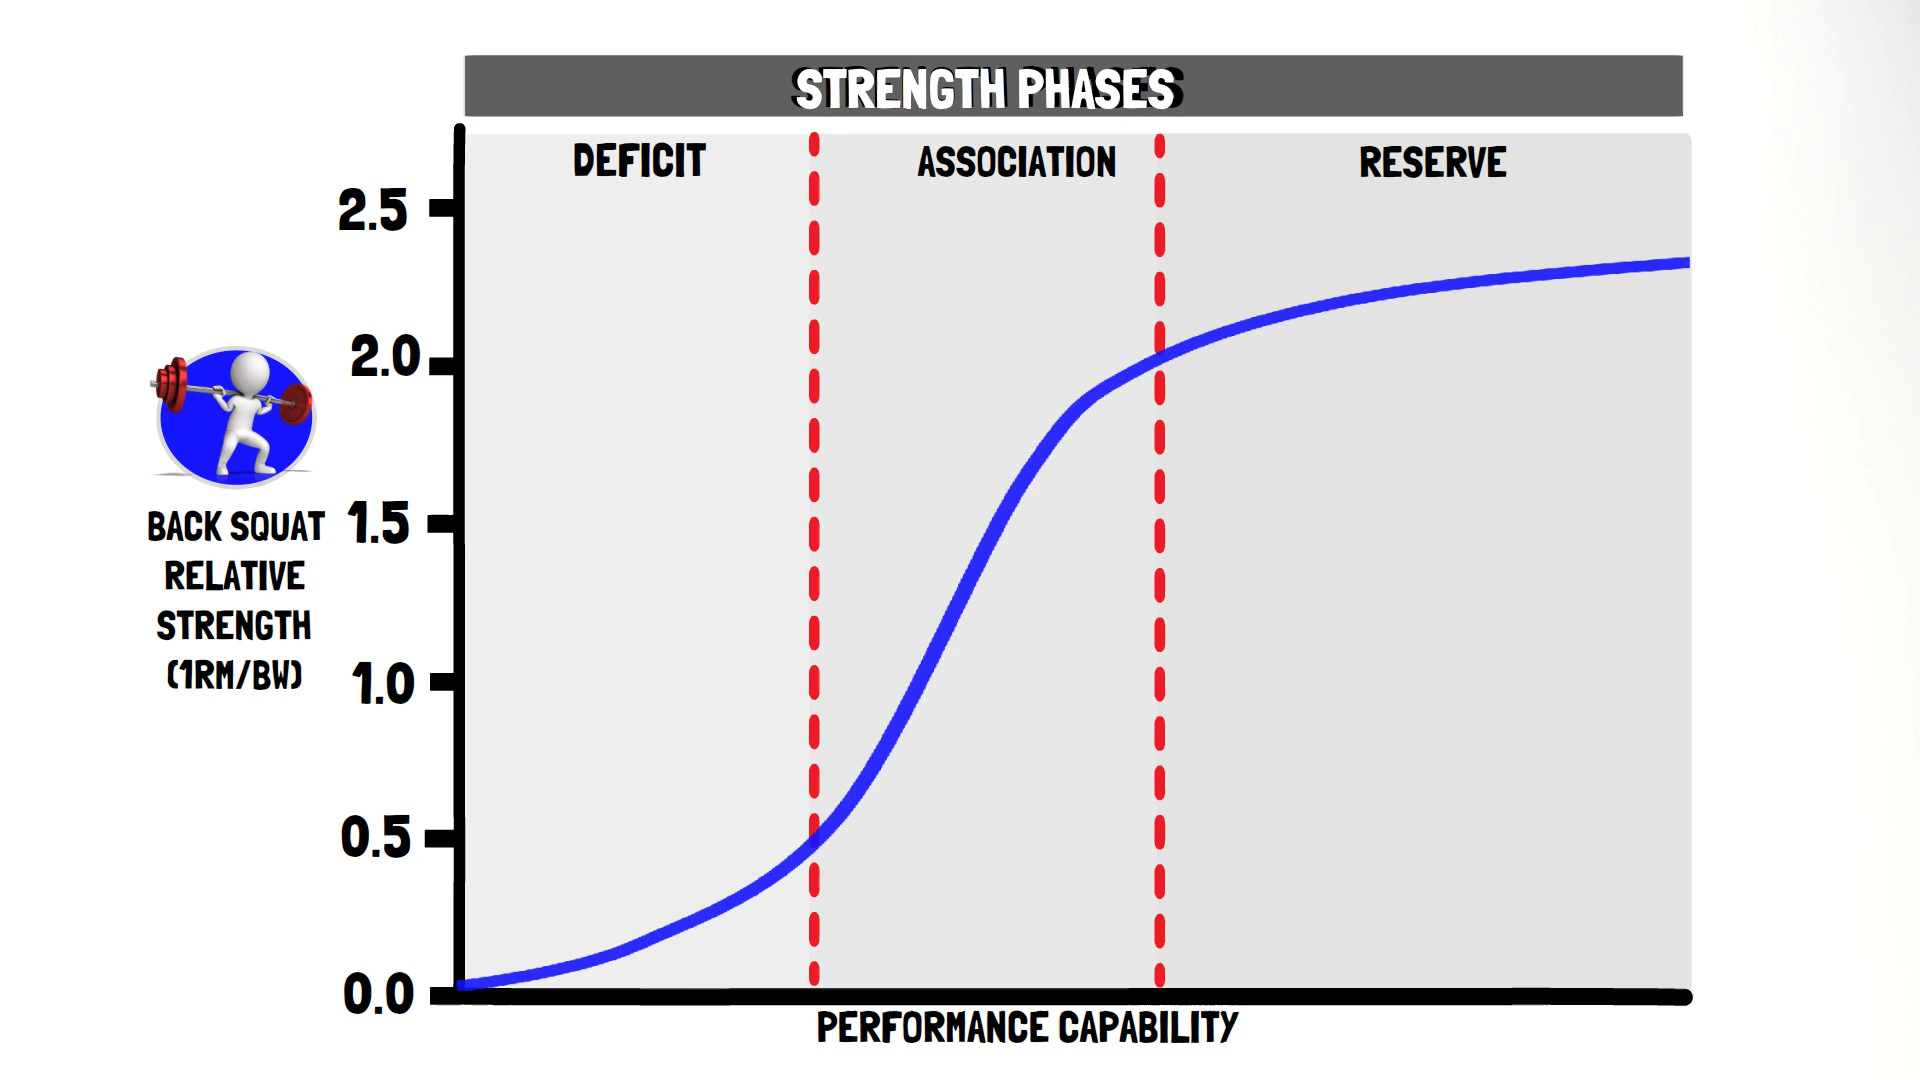 STRENGTH PHASES
DEFICIT
ASSOCIATION
RESERVE
2.5
2.0
1.5
1.0
0.5
0.0
BACK SQUAT
RELATIVE
STRENGTH
(1RM/BW)
PERFORMANCE CAPABILITY